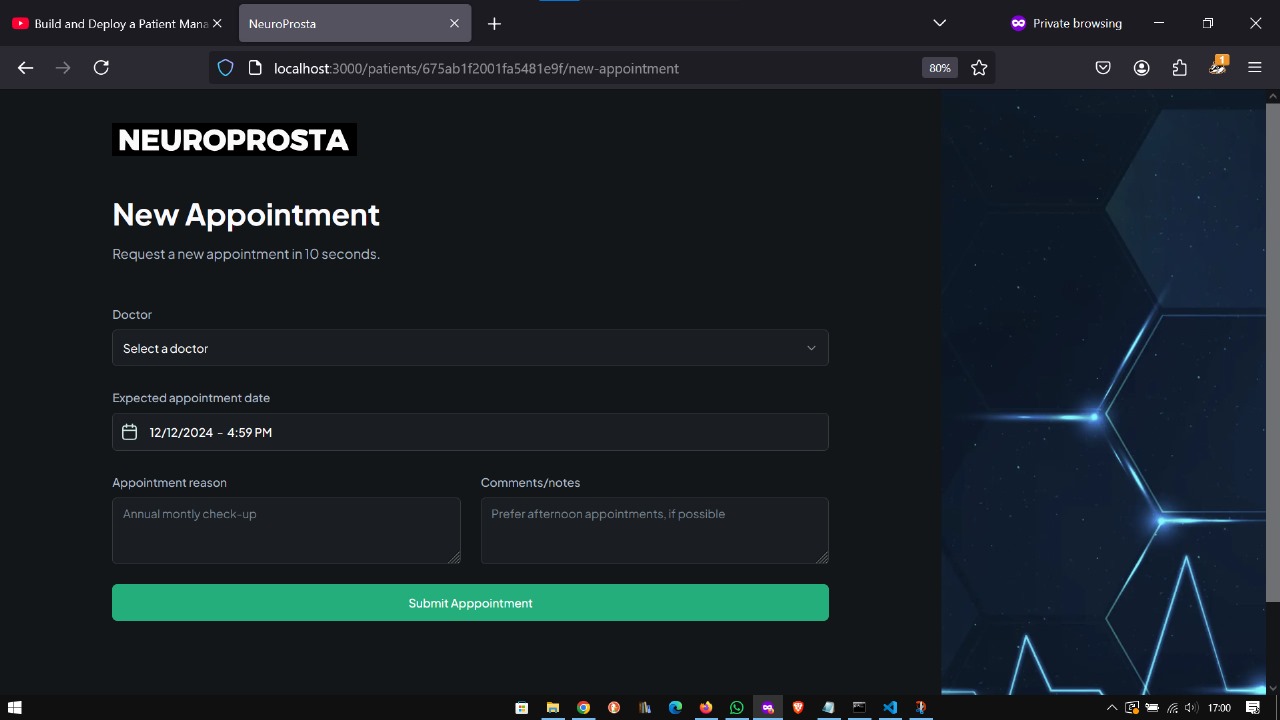 Build and Deploy a Patient Mana
NeuroProsta
Private browsing
localhost:3000/patients/675ab1f2001fa5481e9f/new-appointment
80%
1
NEUROPROSTA
New Appointment
Request a new appointment in 10 seconds.
Doctor
Select a doctor
Expected appointment date
12/12/2024 - 4:59 PM
Appointment reason
Comments/notes
Annual montly check-up
Prefer afternoon appointments, if possible
Submit Apppointment
17:00